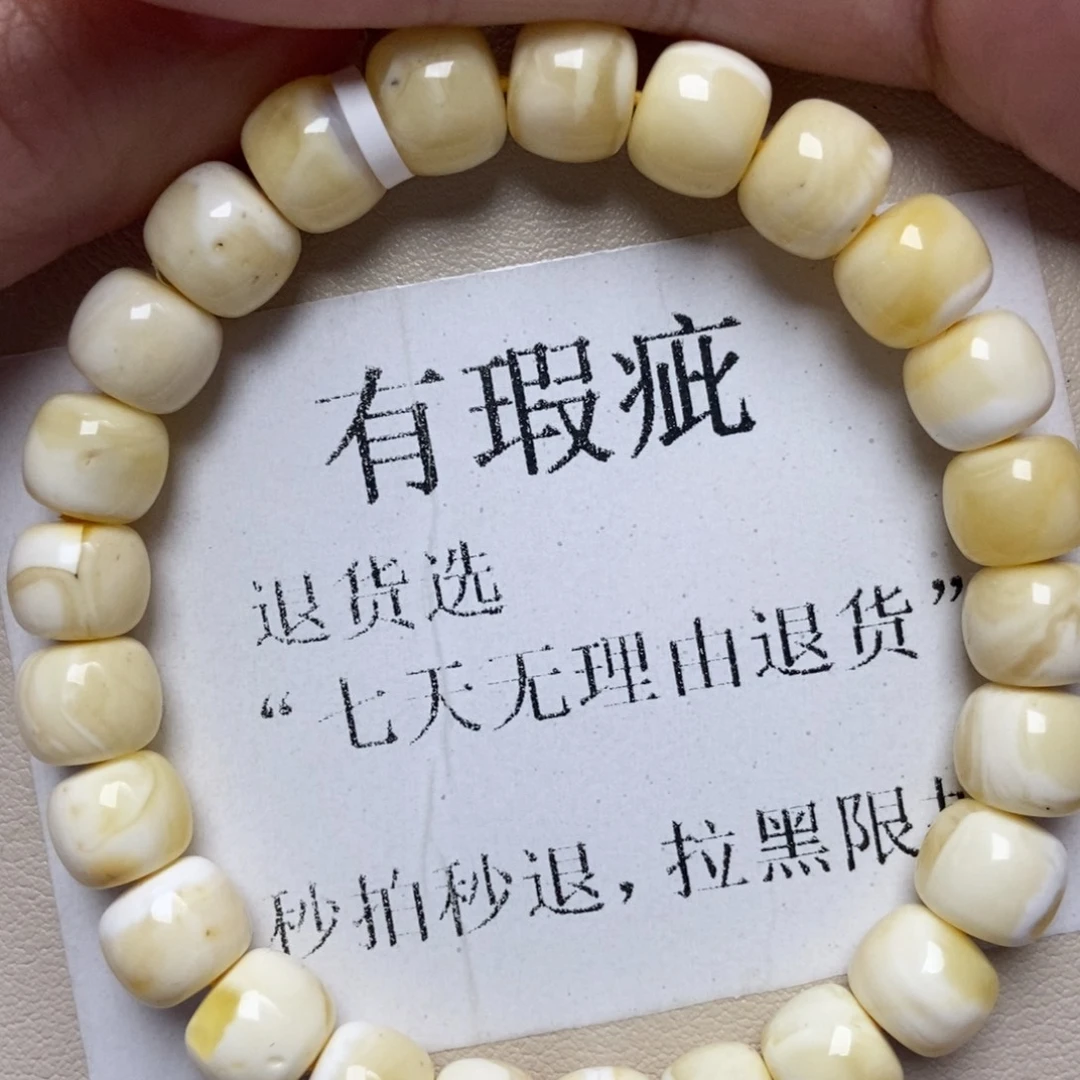 有瑕疵
退货选
“七天无理由退货”
秒拍秒退，拉黑限